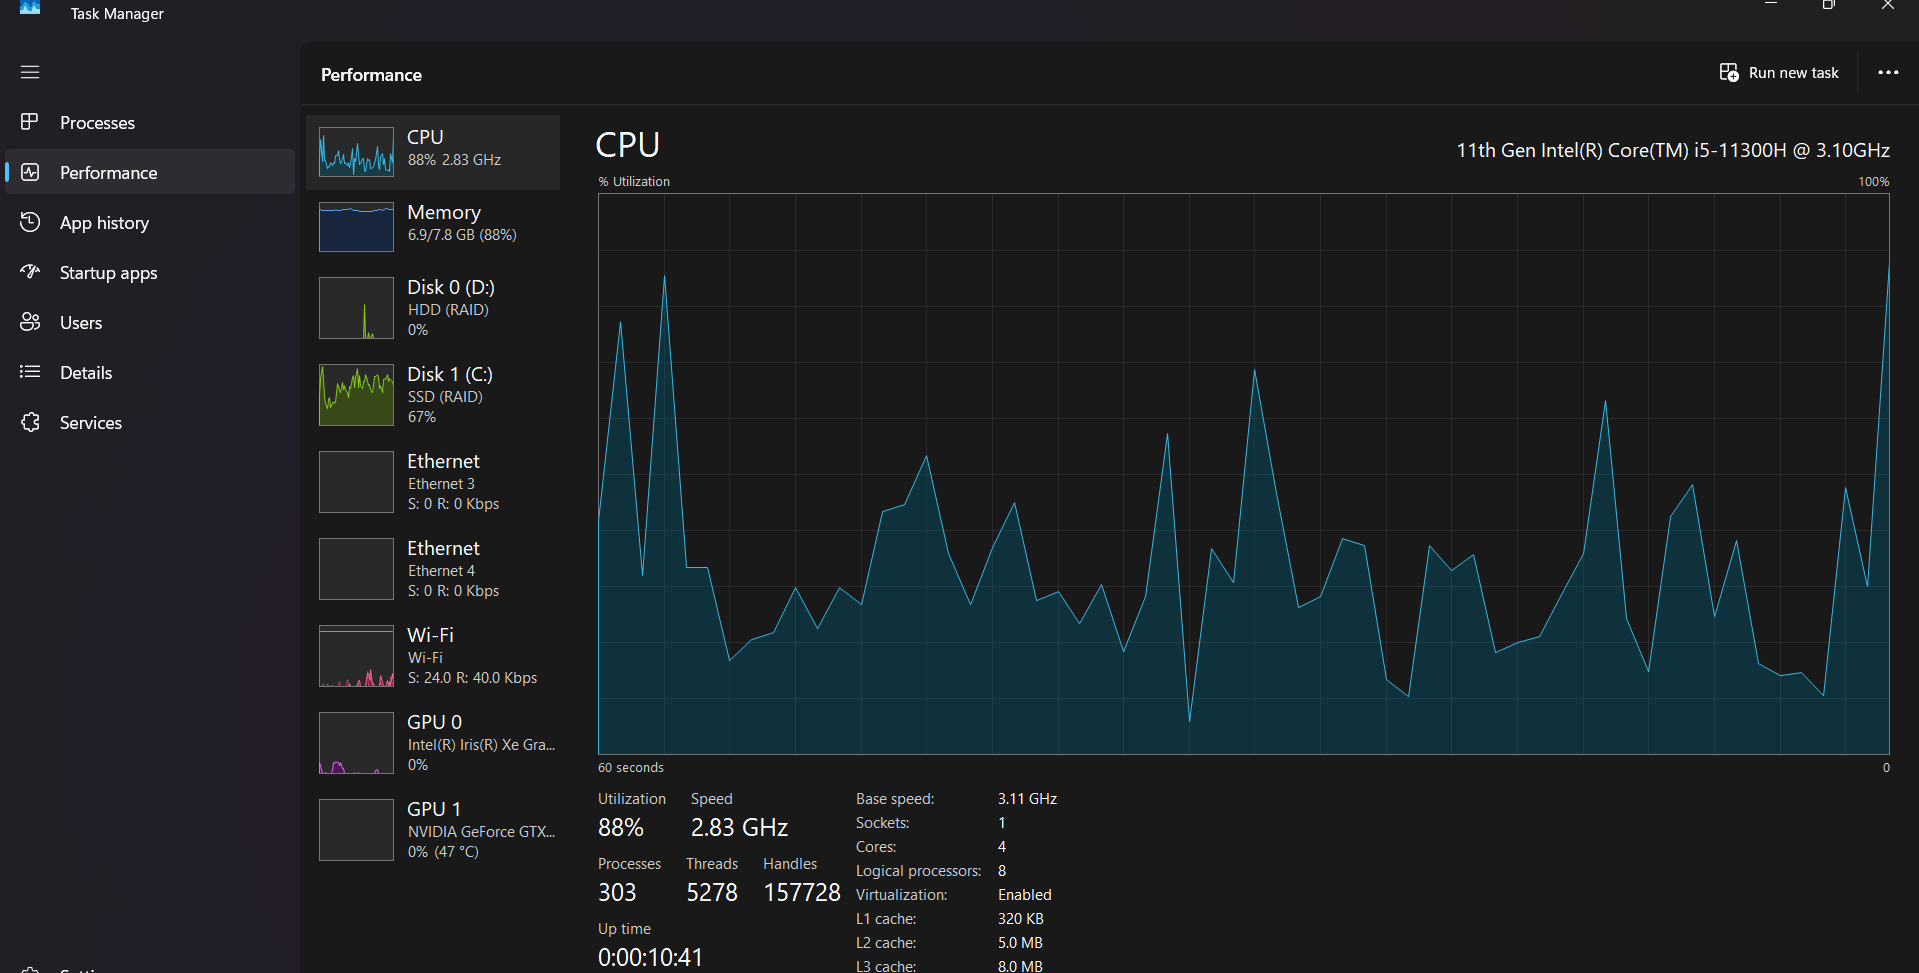 Task Manager
Performance
Run new task
Processes
Performance
App history
Startup apps
Users
Details
Services
CPU
88% 2.83 GHz
Memory
6.9/7.8 GB (88%)
Disk 0 (D:)
HDD (RAID)
0%
Disk 1 (C:)
SSD (RAID)
67%
Ethernet
Ethernet 3
S: 0 R: 0 Kbps
Ethernet
Ethernet 4
S: 0 R: 0 Kbps
Wi-Fi
Wi-Fi
S: 24.0 R: 40.0 Kbps
GPU 0
Intel(R) Iris(R) Xe Gra...
0%
GPU 1
NVIDIA GeForce GTX...
0% (47 °C)
CPU
11th Gen Intel(R) Core(TM) i5-11300H @ 3.10GHz
% Utilization
100%
60 seconds
0
Utilization Speed
88% 2.83 GHz
Processes Threads Handles
303 5278 157728
Up time
0:00:10:41
Base speed: 3.11 GHz
Sockets: 1
Cores: 4
Logical processors: 8
Virtualization: Enabled
L1 cache: 320 KB
L2 cache: 5.0 MB
L3 cache: 8.0 MB